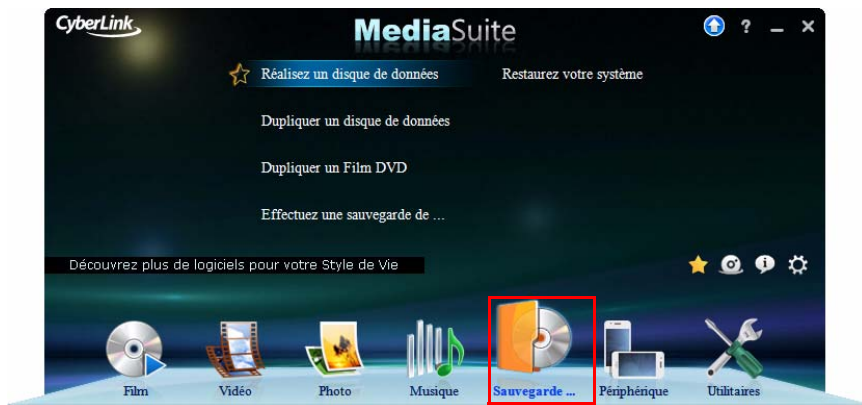 CyberLink
MediaSuite
?
Réalisez un disque de données
Restaurez votre système
Dupliquer un disque de données
Dupliquer un Film DVD
Effectuez une sauvegarde de ...
Découvrez plus de logiciels pour votre Style de Vie
Film
Vidéo
Photo
Musique
Sauvegarde ...
Périphérique
Utilitaires